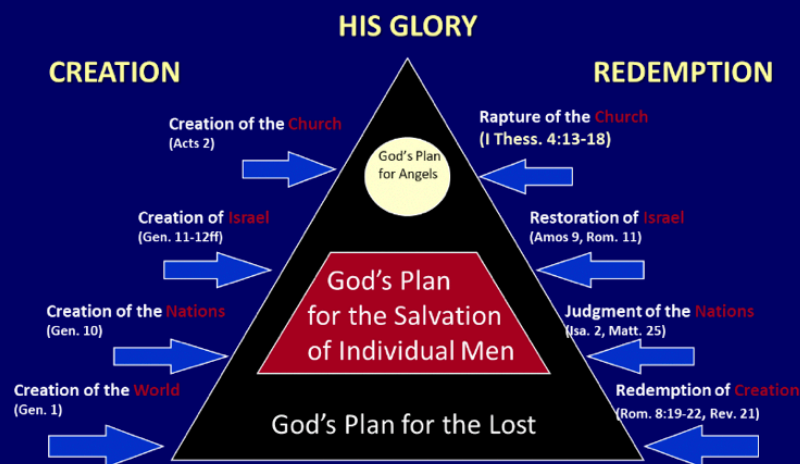 HIS GLORY
CREATION
REDEMPTION
Creation of the Church
(Acts 2)
Rapture of the Church
(I Thess. 4:13-18)
God's Plan
for Angels
Creation of Israel
(Gen. 11-12ff)
Restoration of Israel
(Amos 9, Rom. 11)
God's Plan
for the Salvation
of Individual Men
Creation of the Nations
(Gen. 10)
Judgment of the Nations
(Isa. 2, Matt. 25)
Creation of the World
(Gen. 1)
Redemption of Creation
(Rom. 8:19-22, Rev. 21)
God's Plan for the Lost